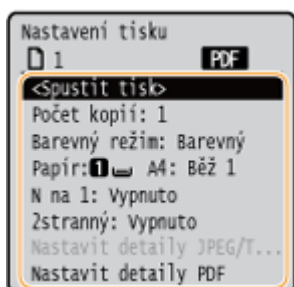 Nastavení tisku
1 PDF
<Spustit tisk>
Počet kopií: 1
Barevný režim: Barevný
Papír:1 A4: Běž 1
N na 1: Vypnuto
2stranný: Vypnuto
Nastavit detaily JPEG/T...
Nastavit detaily PDF